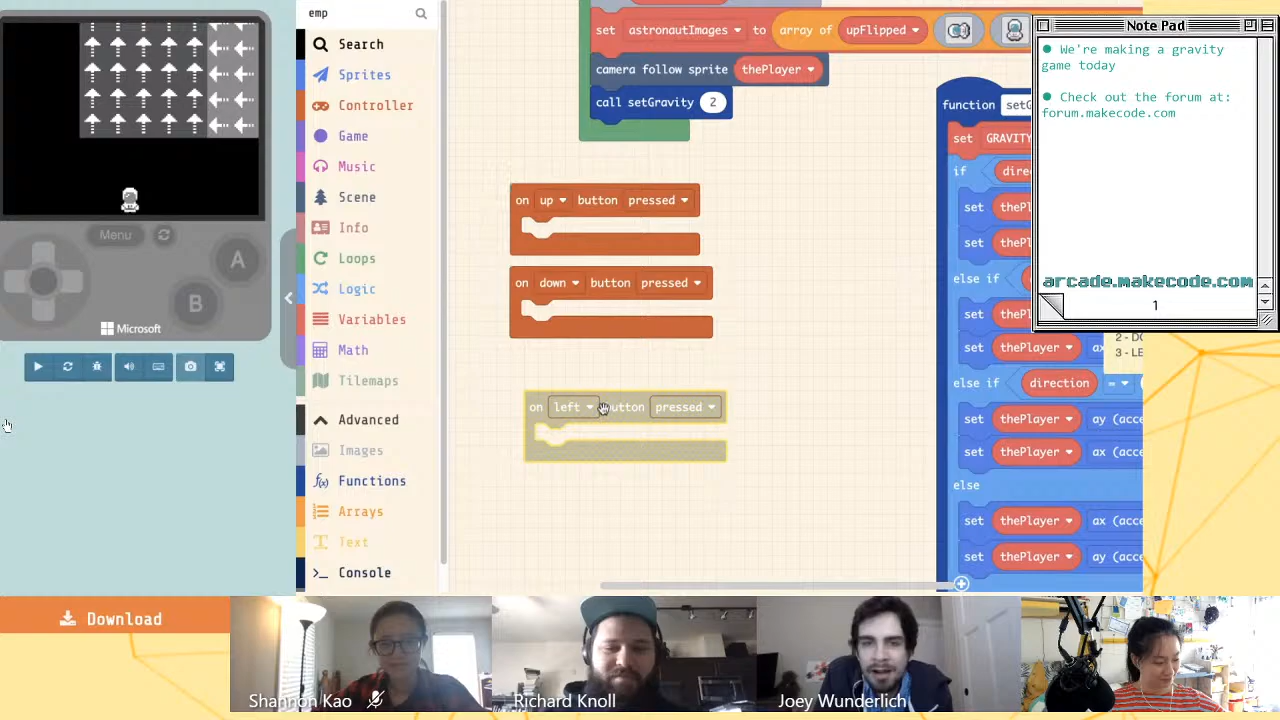 emp
Search
Sprites
Controller
Game
Music
Scene
Info
Loops
Logic
Variables
Math
Tilemaps
Advanced
Images
Functions
Arrays
Text
Console
Menu
A
B
Microsoft
Download
set astronautImages to array of upFlipped
camera follow sprite thePlayer
call setGravity 2
on up button pressed
on down button pressed
on left button pressed
function
set GRAVITY
if
set
set
else if
set
set thePlayer
else if direction =
set thePlayer ay (acce
set thePlayer ax (acce
else
set thePlayer ax (acce
set thePlayer ay (acce
3 - LE
Note Pad
We're making a gravity
game today
Check out the forum at:
forum.makecode.com
arcade.makecode.com
1
Shannon Kao
Richard Knoll
Joey Wunderlich